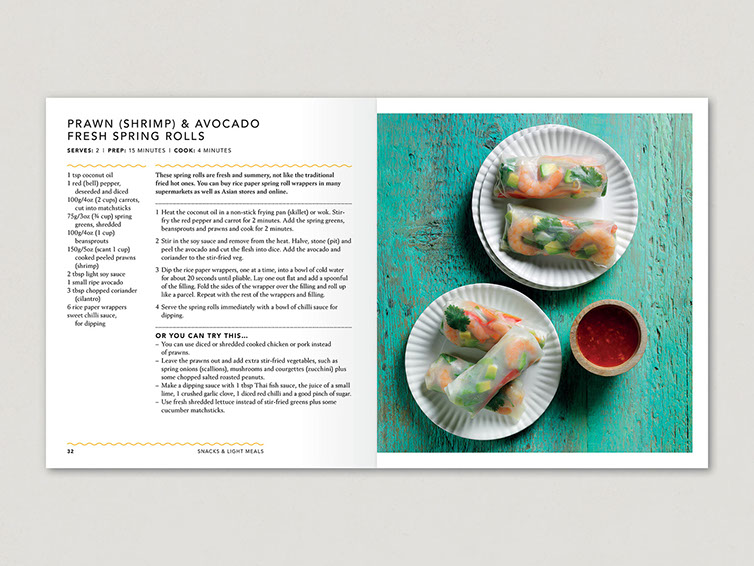 PRAWN (SHRIMP) & AVOCADO
FRESH SPRING ROLLS
SERVES: 2 | PREP: 15 MINUTES | COOK: 4 MINUTES
1 tsp coconut oil
1 red (bell) pepper,
deseeded and diced
100g/4oz (2 cups) carrots,
cut into matchsticks
75g/3oz (¾ cup) spring
greens, shredded
100g/4oz (1 cup)
beansprouts
150g/5oz (scant 1 cup)
cooked peeled prawns
(shrimp)
2 tbsp light soy sauce
1 small ripe avocado
3 tbsp chopped coriander
(cilantro)
6 rice paper wrappers
sweet chilli sauce,
for dipping
These spring rolls are fresh and summery, not like the traditional
fried hot ones. You can buy rice paper spring roll wrappers in many
supermarkets as well as Asian stores and online.
1 Heat the coconut oil in a non-stick frying pan (skillet) or wok. Stir-
fry the red pepper and carrot for 2 minutes. Add the spring greens,
beansprouts and prawns and cook for 2 minutes.
2 Stir in the soy sauce and remove from the heat. Halve, stone (pit) and
peel the avocado and cut the flesh into dice. Add the avocado and
coriander to the stir-fried veg.
3 Dip the rice paper wrappers, one at a time, into a bowl of cold water
for about 20 seconds until pliable. Lay one out flat and add a spoonful
of the filling. Fold the sides of the wrapper over the filling and roll up
like a parcel. Repeat with the rest of the wrappers and filling.
4 Serve the spring rolls immediately with a bowl of chilli sauce for
dipping.
OR YOU CAN TRY THIS...
– You can use diced or shredded cooked chicken or pork instead
of prawns.
– Leave the prawns out and add extra stir-fried vegetables, such as
spring onions (scallions), mushrooms and courgettes (zucchini) plus
some chopped salted roasted peanuts.
– Make a dipping sauce with 1 tbsp Thai fish sauce, the juice of a small
lime, 1 crushed garlic clove, 1 diced red chilli and a good pinch of sugar.
– Use fresh shredded lettuce instead of stir-fried greens plus some
cucumber matchsticks.
32
SNACKS & LIGHT MEALS